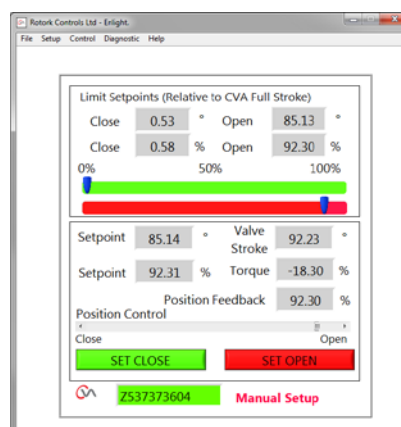 Rotork Controls Ltd - Enlight.
File Setup Control Diagnostic Help
Limit Setpoints (Relative to CVA Full Stroke)
Close 0.53 ° Open 85.13 °
Close 0.58 % Open 92.30 %
0% 50% 100%
Setpoint 85.14 ° Valve Stroke 92.23 °
Setpoint 92.31 % Torque -18.30 %
Position Feedback 92.30 %
Position Control
Close Open
SET CLOSE SET OPEN
Z537373604 Manual Setup